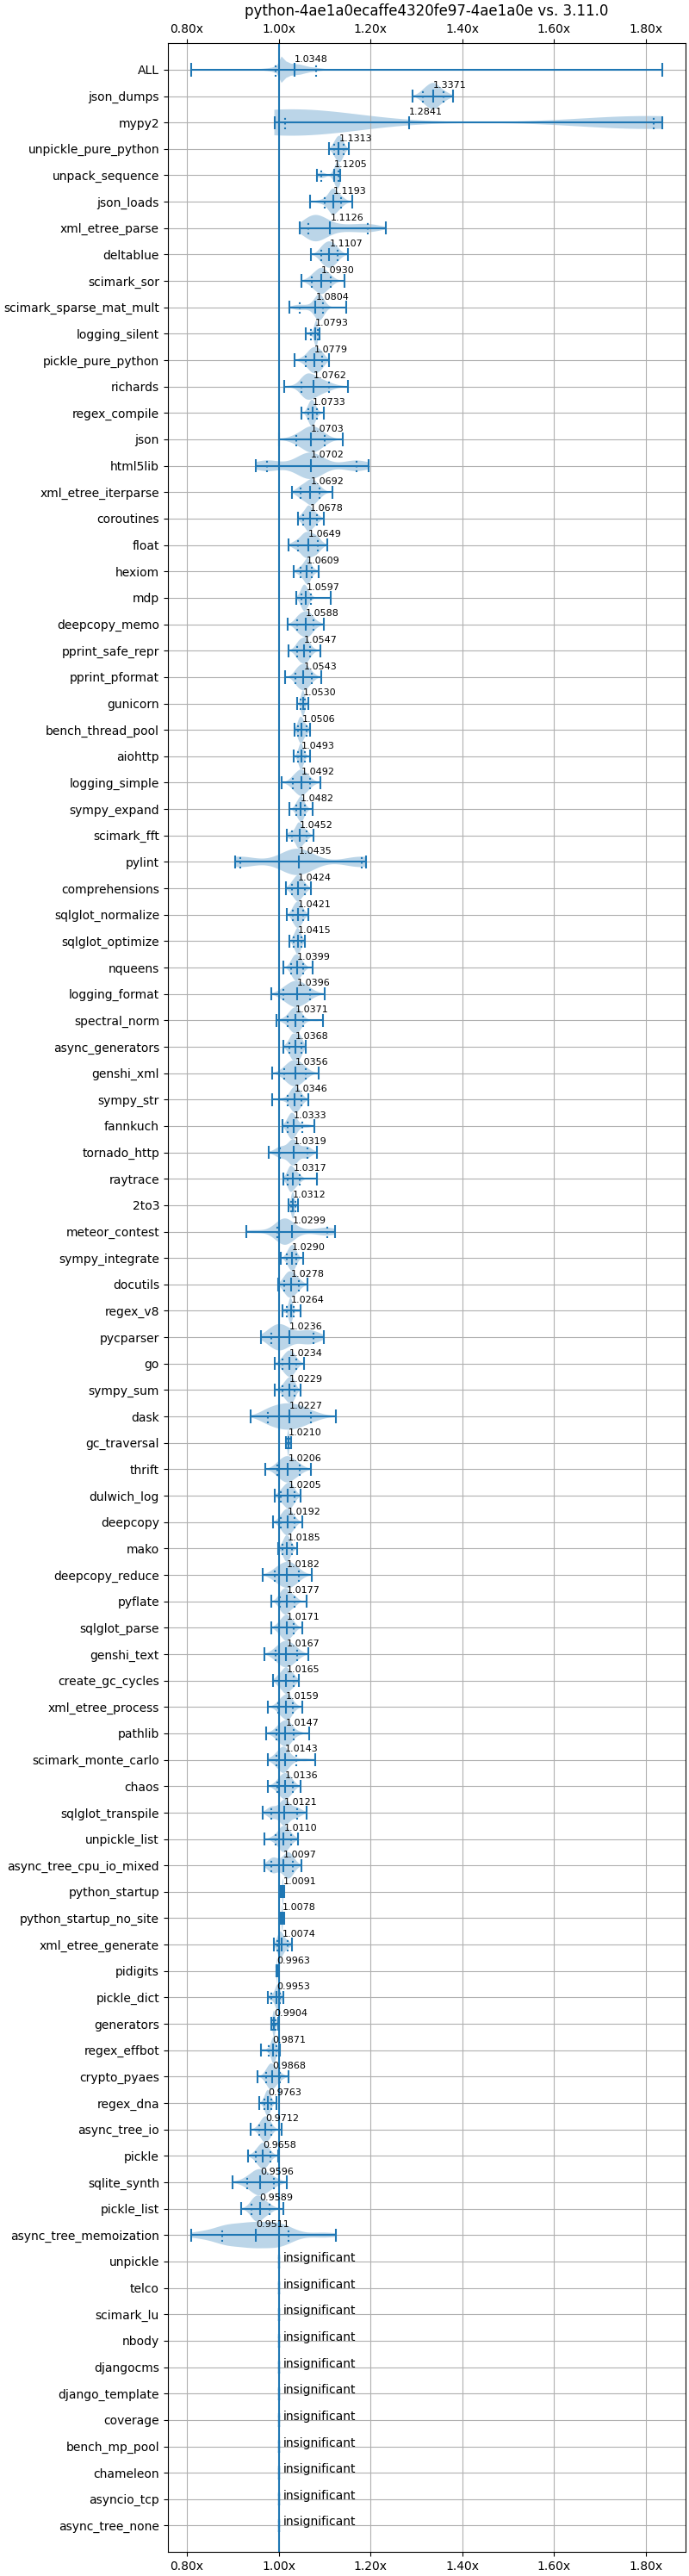 python-4ae1a0ecaffe4320fe97-4ae1a0e vs. 3.11.0
0.80x 1.00x 1.20x 1.40x 1.60x 1.80x
ALL 1.0348
json_dumps 1.3371
mypy2 1.2841
unpickle_pure_python 1.1313
unpack_sequence 1.1205
json_loads 1.1193
xml_etree_parse 1.1126
deltablue 1.1107
scimark_sor 1.0930
scimark_sparse_mat_mult 1.0804
logging_silent 1.0793
pickle_pure_python 1.0779
richards 1.0762
regex_compile 1.0733
json 1.0703
html5lib 1.0702
xml_etree_iterparse 1.0692
coroutines 1.0678
float 1.0649
hexiom 1.0609
mdp 1.0597
deepcopy_memo 1.0588
pprint_safe_repr 1.0547
pprint_pformat 1.0543
gunicorn 1.0530
bench_thread_pool 1.0506
aiohttp 1.0493
logging_simple 1.0492
sympy_expand 1.0482
scimark_fft 1.0452
pylint 1.0435
comprehensions 1.0424
sqlglot_normalize 1.0421
sqlglot_optimize 1.0415
nqueens 1.0399
logging_format 1.0396
spectral_norm 1.0371
async_generators 1.0368
genshi_xml 1.0356
sympy_str 1.0346
fannkuch 1.0333
tornado_http 1.0319
raytrace 1.0317
2to3 1.0312
meteor_contest 1.0299
sympy_integrate 1.0290
docutils 1.0278
regex_v8 1.0264
pycparser 1.0236
go 1.0234
sympy_sum 1.0229
dask 1.0227
gc_traversal 1.0210
thrift 1.0206
dulwich_log 1.0205
deepcopy 1.0192
mako 1.0185
deepcopy_reduce 1.0182
pyflate 1.0177
sqlglot_parse 1.0171
genshi_text 1.0167
create_gc_cycles 1.0165
xml_etree_process 1.0159
pathlib 1.0147
scimark_monte_carlo 1.0143
chaos 1.0136
sqlglot_transpile 1.0121
unpickle_list 1.0110
async_tree_cpu_io_mixed 1.0097
python_startup 1.0091
python_startup_no_site 1.0078
xml_etree_generate 1.0074
pidigits 0.9963
pickle_dict 0.9953
generators 0.9904
regex_effbot 0.9871
crypto_pyaes 0.9868
regex_dna 0.9763
async_tree_io 0.9712
pickle 0.9658
sqlite_synth 0.9596
pickle_list 0.9589
async_tree_memoization 0.9511
unpickle insignificant
telco insignificant
scimark_lu insignificant
nbody insignificant
djangocms insignificant
django_template insignificant
coverage insignificant
bench_mp_pool insignificant
chameleon insignificant
asyncio_tcp insignificant
async_tree_none insignificant
0.80x 1.00x 1.20x 1.40x 1.60x 1.80x